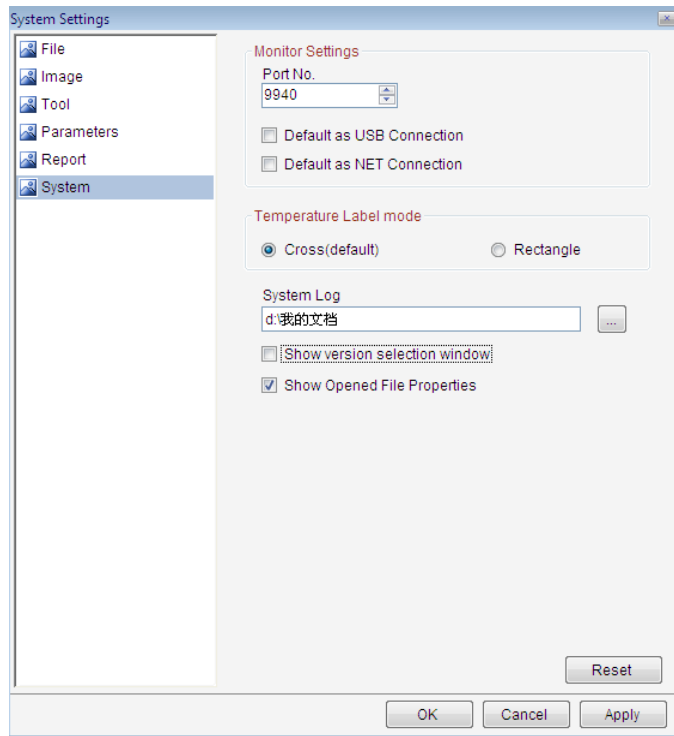 System Settings
File
Image
Tool
Parameters
Report
System
Monitor Settings
Port No.
9940
Default as USB Connection
Default as NET Connection
Temperature Label mode
Cross(default)
Rectangle
System Log
d:\我的文档
...
Show version selection window
Show Opened File Properties
Reset
OK
Cancel
Apply